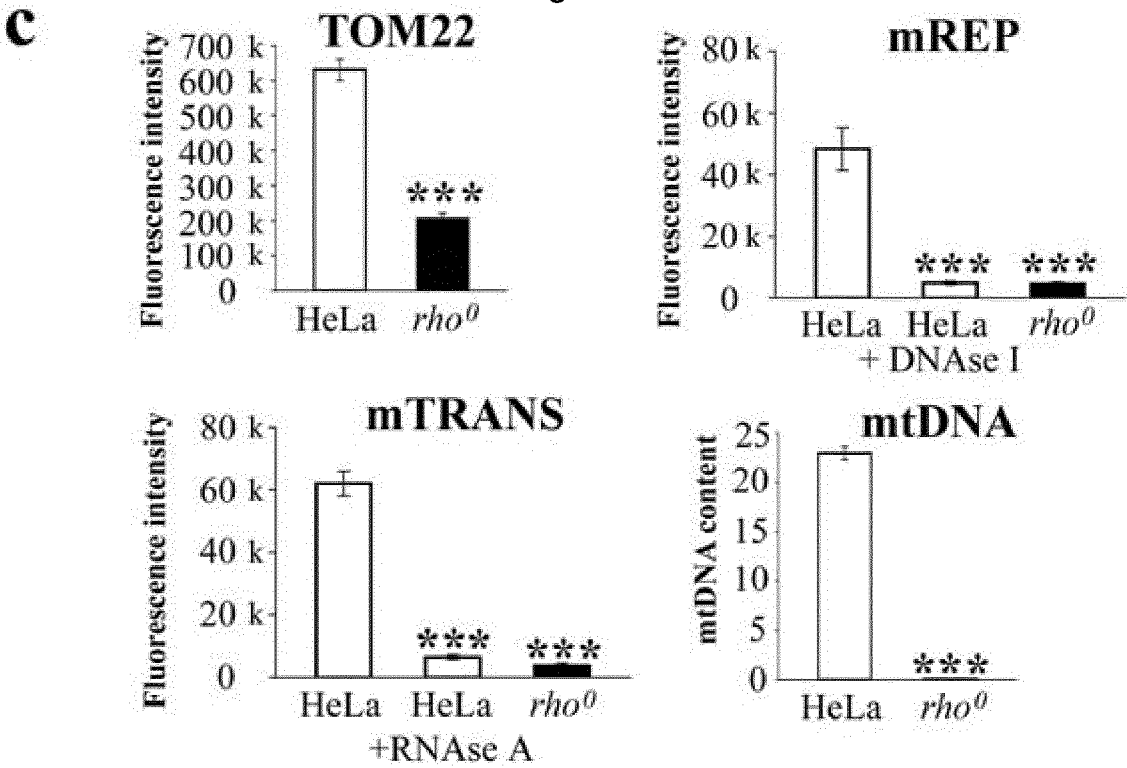 c
TOM22
Fluorescence intensity
700 k
600 k
500 k
400 k
300 k
200 k
100 k
0
***
HeLa rho⁰
mREP
Fluorescence intensity
80 k
60 k
40 k
20 k
0
*** ***
HeLa HeLa rho⁰
+ DNAse I
mTRANS
Fluorescence intensity
80 k
60 k
40 k
20 k
0
*** ***
HeLa HeLa rho⁰
+RNAse A
mtDNA
mtDNA content
25
20
15
10
5
0
***
HeLa rho⁰